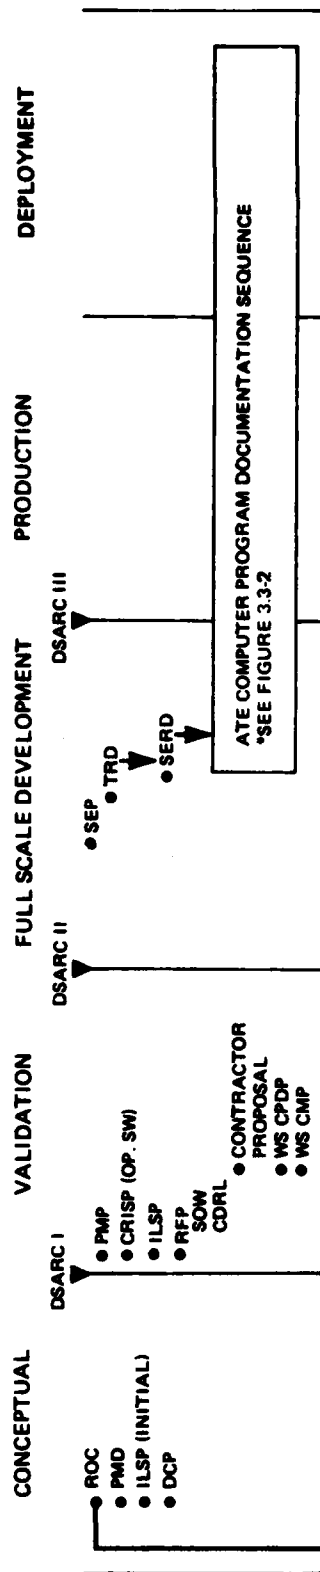 CONCEPTUAL
VALIDATION
FULL SCALE DEVELOPMENT
PRODUCTION
DEPLOYMENT
DSARC I
DSARC II
DSARC III
● ROC
● PMD
● ILSP (INITIAL)
● DCP
● PMP
● CRISP (OP. SW)
● ILSP
● RFP
SOW
CDRL
● CONTRACTOR
PROPOSAL
● WS CPDP
● WS CMP
● SEP
● TRD
● SERD
ATE COMPUTER PROGRAM DOCUMENTATION SEQUENCE
*SEE FIGURE 3.3-2